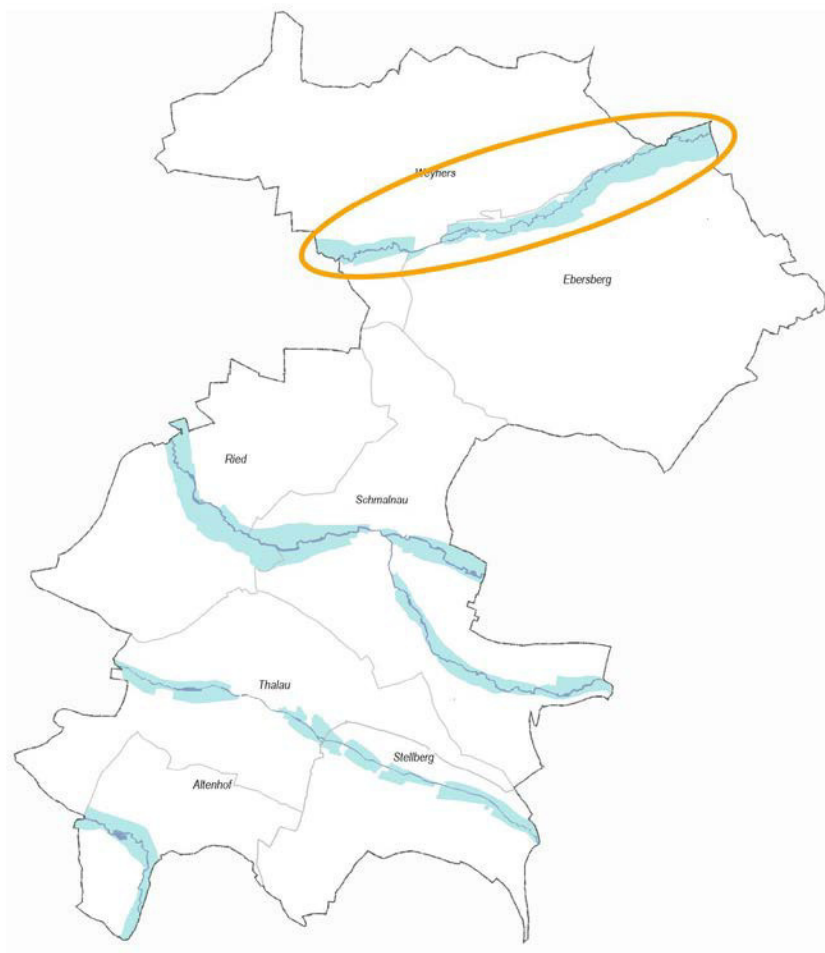 Weyhers
Ebersberg
Ried
Schmalnau
Thalau
Stellberg
Altenhof